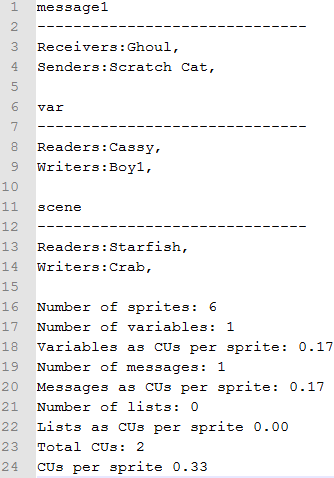 1 message1
2 ------------------------------
3 Receivers:Ghoul,
4 Senders:Scratch Cat,
5
6 var
7 ------------------------------
8 Readers:Cassy,
9 Writers:Boy1,
10
11 scene
12 ------------------------------
13 Readers:Starfish,
14 Writers:Crab,
15
16 Number of sprites: 6
17 Number of variables: 1
18 Variables as CUs per sprite: 0.17
19 Number of messages: 1
20 Messages as CUs per sprite: 0.17
21 Number of lists: 0
22 Lists as CUs per sprite 0.00
23 Total CUs: 2
24 CUs per sprite 0.33